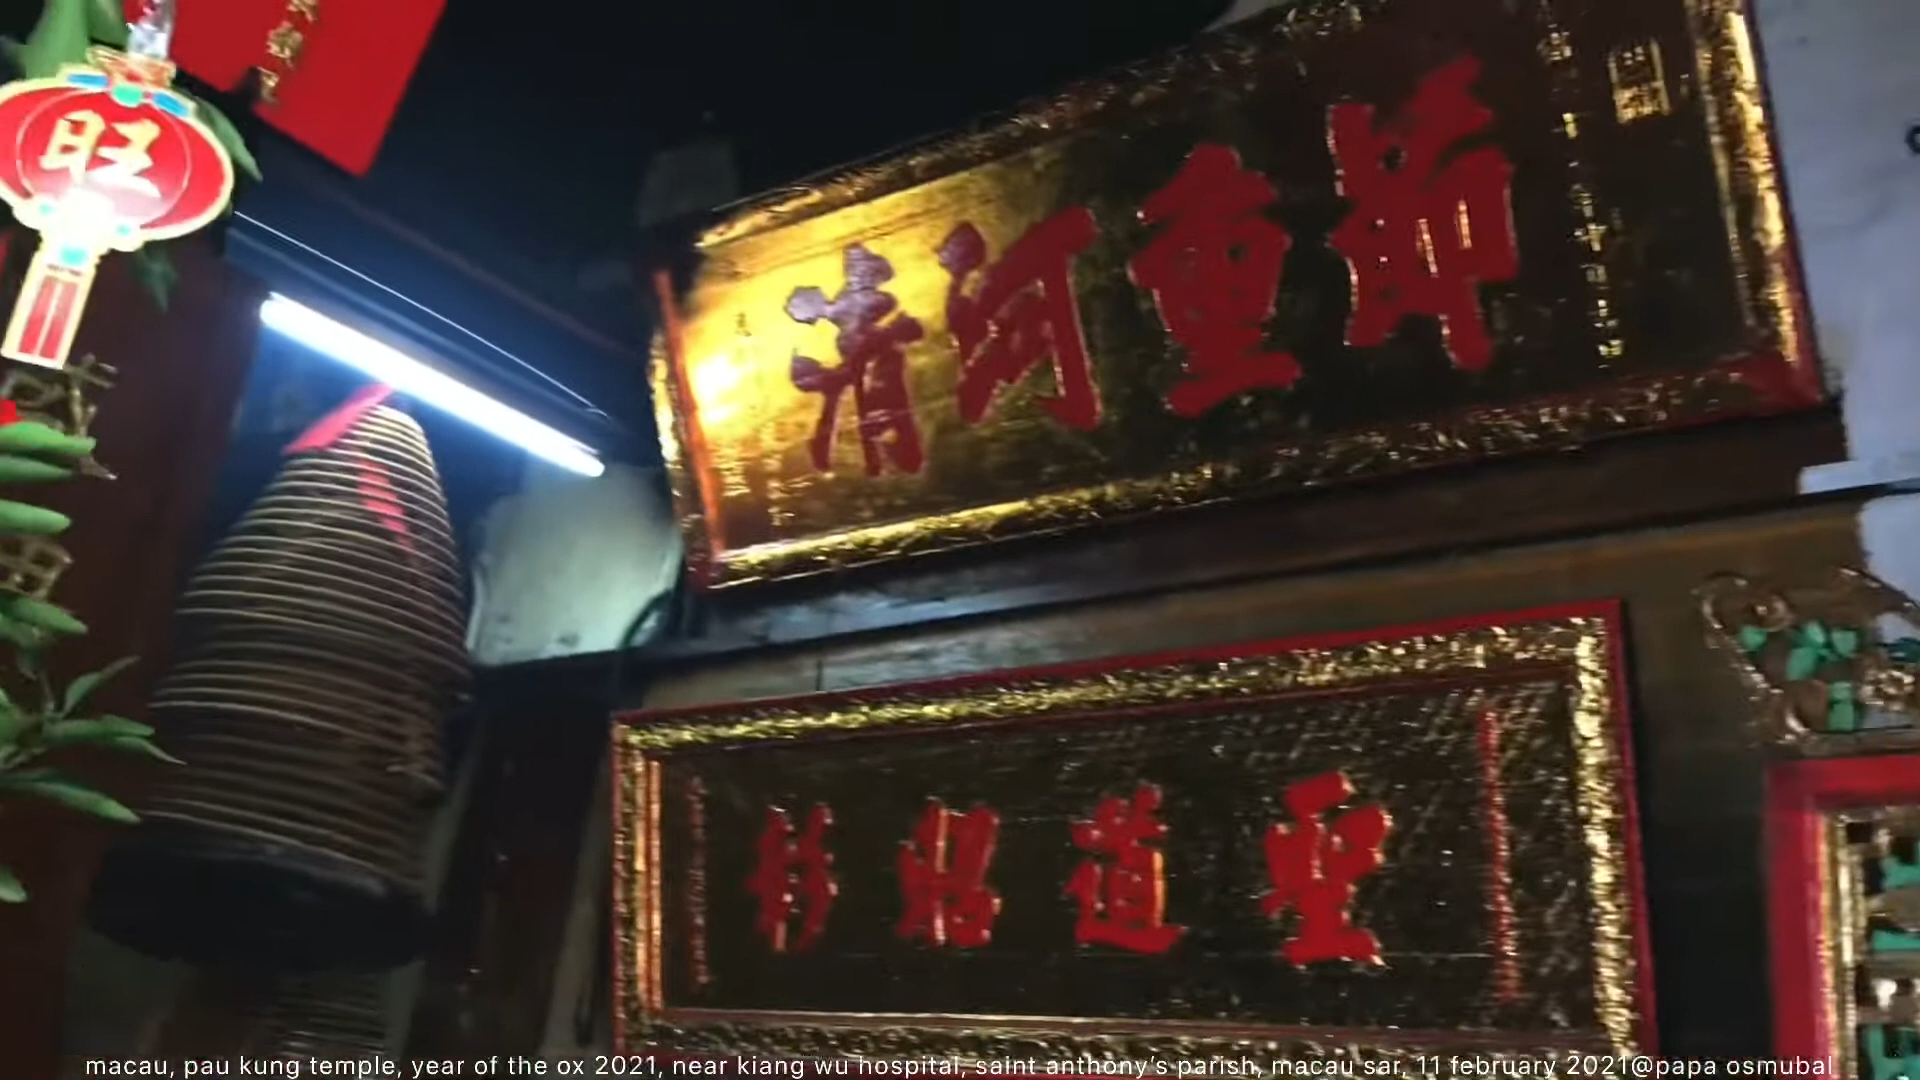 旺
節重河清
聖道昭彰
macau, pau kung temple, year of the ox 2021, near kiang wu hospital, saint anthony's parish, macau sar, 11 february 2021@papa osmubal